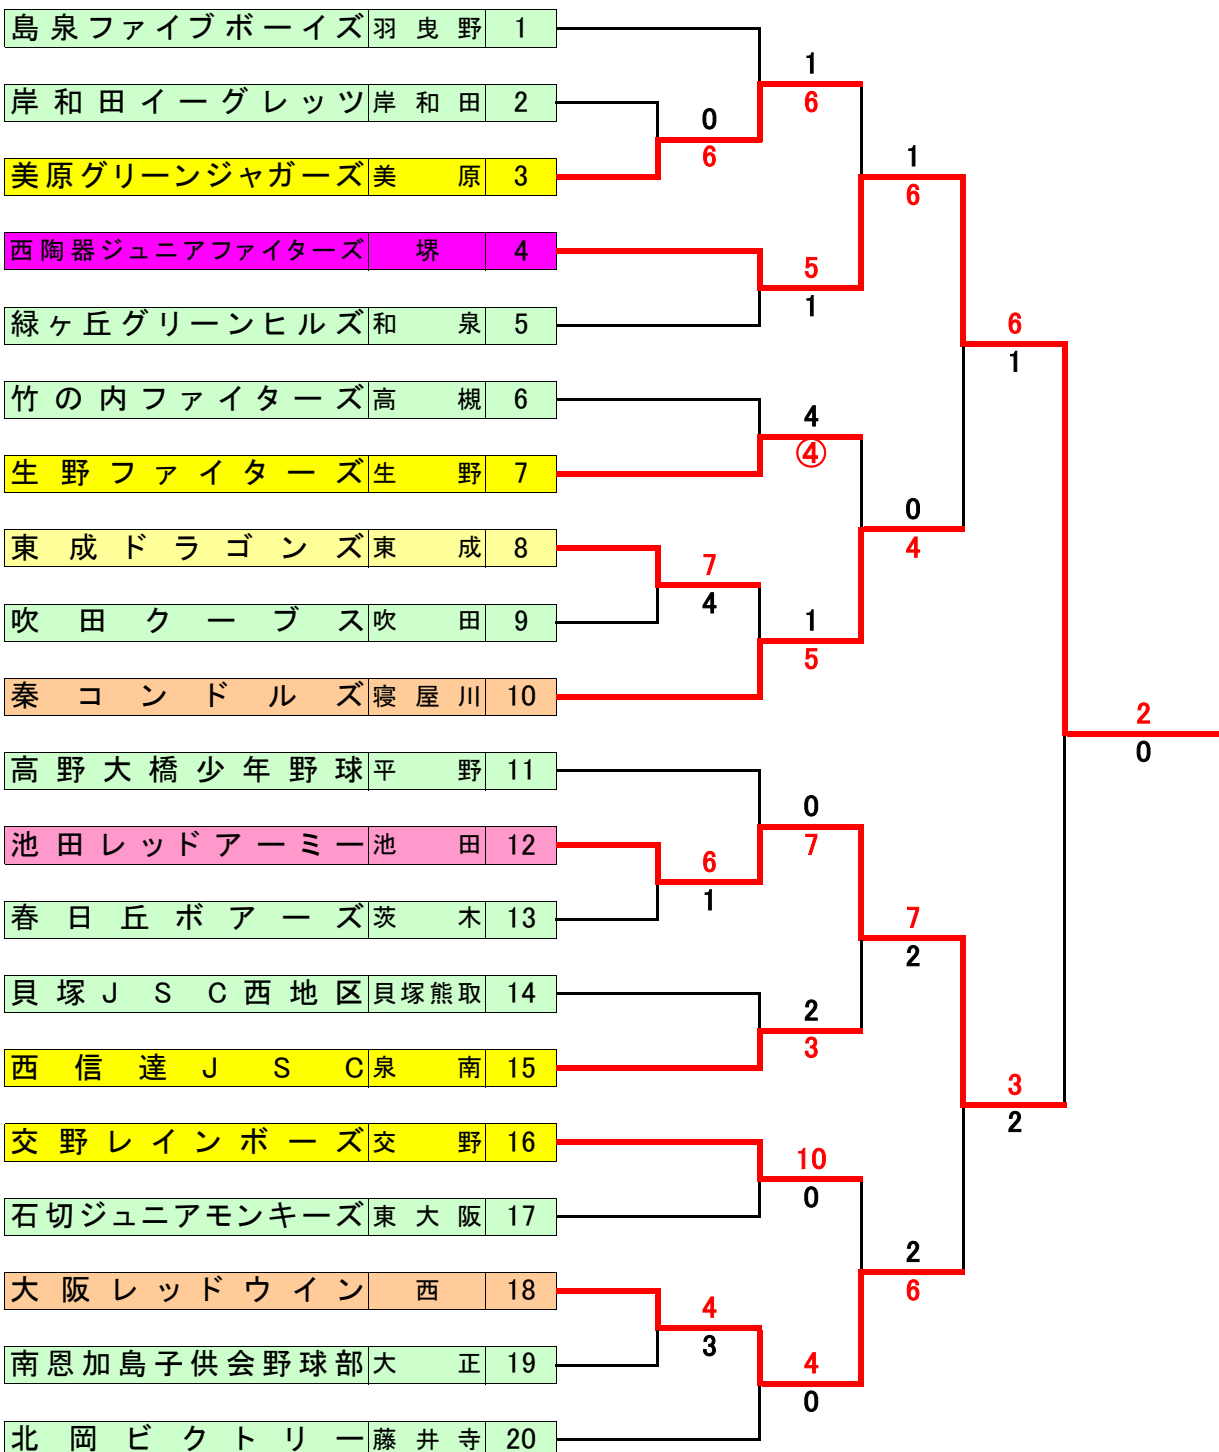 島泉ファイブボーイズ 羽曳野 1
1
岸和田イーグレッツ 岸和田 2
6
0
美原グリーンジャガーズ 美原 3
6
1
6
西陶器ジュニアファイターズ 堺 4
5
1
緑ヶ丘グリーンヒルズ 和泉 5
6
1
竹の内ファイターズ 高槻 6
4
④
生野ファイターズ 生野 7
0
4
東成ドラゴンズ 東成 8
7
4
吹田クーブス 吹田 9
1
5
秦コンドルズ 寝屋川 10
2
0
高野大橋少年野球 平野 11
0
7
池田レッドアーミー 池田 12
6
1
春日丘ボアーズ 茨木 13
7
2
貝塚JSC西地区 貝塚熊取 14
2
3
西信達JSC 泉南 15
3
2
交野レインボーズ 交野 16
10
0
石切ジュニアモンキーズ 東大阪 17
2
6
大阪レッドウイン 西 18
4
3
南恩加島子供会野球部 大正 19
4
0
北岡ビクトリー 藤井寺 20